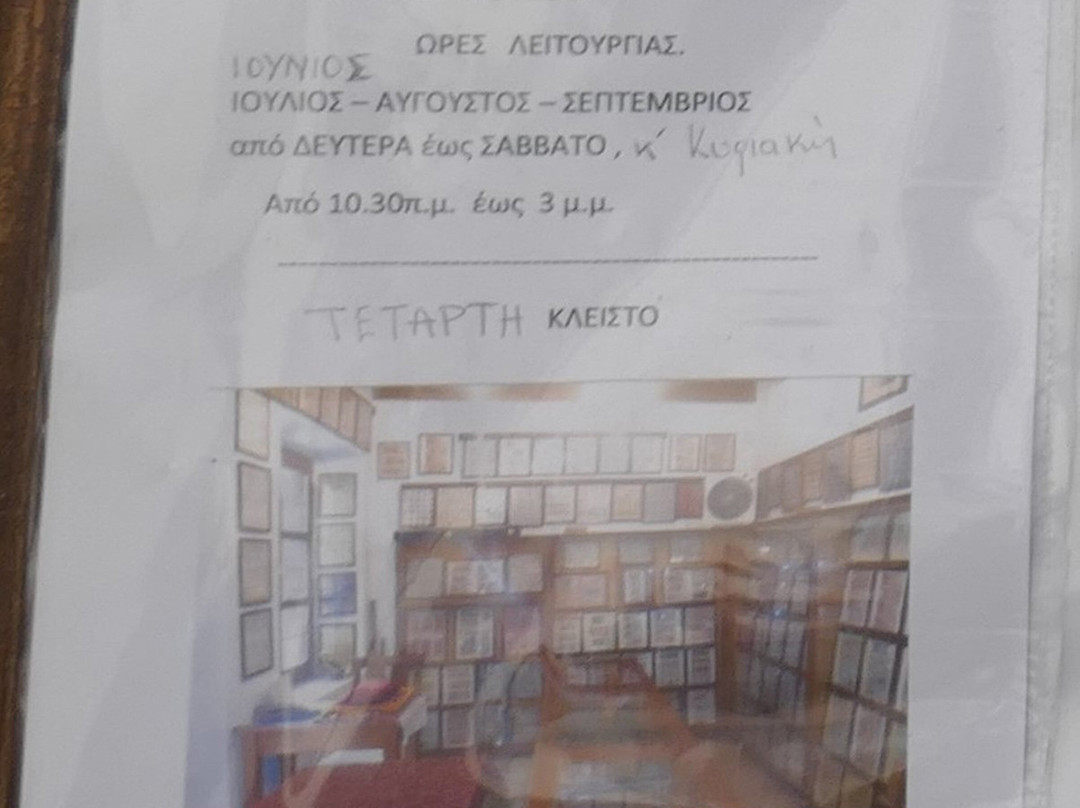 ΩΡΕΣ ΛΕΙΤΟΥΡΓΙΑΣ.
ΙΟΥΝΙΟΣ
ΙΟΥΛΙΟΣ – ΑΥΓΟΥΣΤΟΣ – ΣΕΠΤΕΜΒΡΙΟΣ
από ΔΕΥΤΕΡΑ έως ΣΑΒΒΑΤΟ , κ' Κυριακή
Από 10.30π.μ. έως 3 μ.μ.
ΤΕΤΑΡΤΗ ΚΛΕΙΣΤΟ